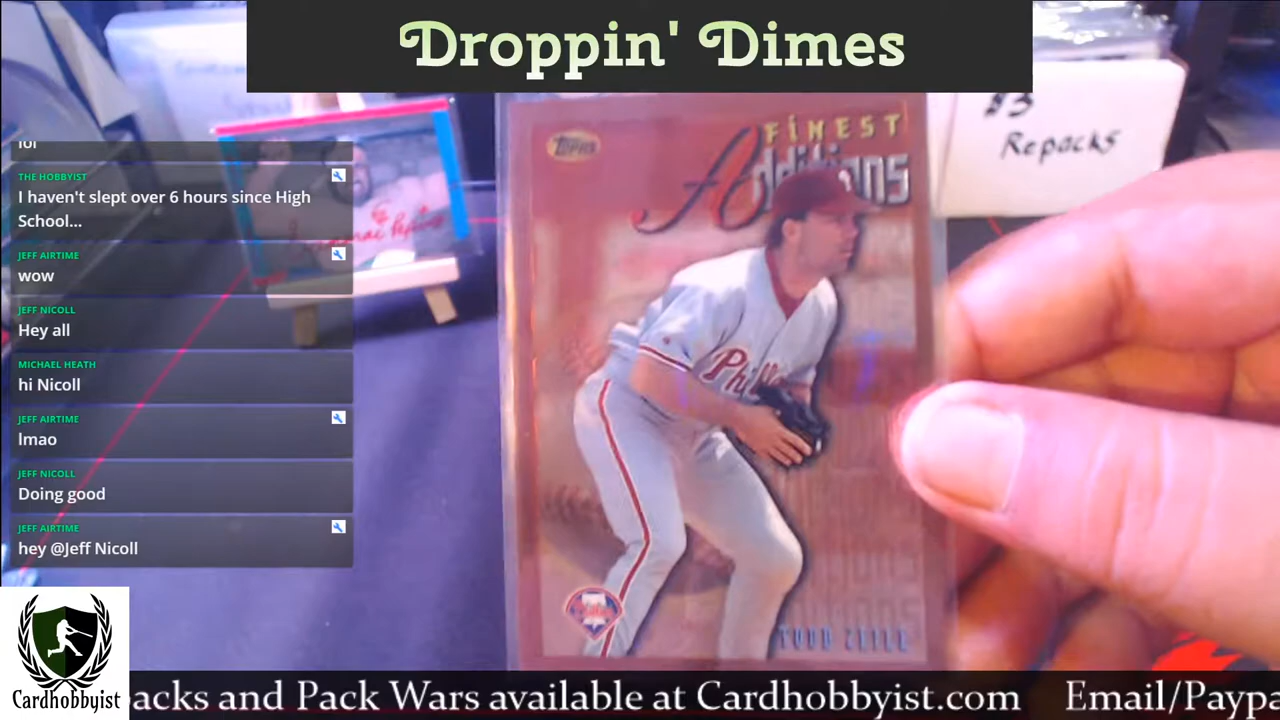 Droppin' Dimes
lol
THE HOBBYIST
I haven't slept over 6 hours since High
School...
JEFF AIRTIME
wow
JEFF NICOLL
Hey all
MICHAEL HEATH
hi Nicoll
JEFF AIRTIME
lmao
JEFF NICOLL
Doing good
JEFF AIRTIME
hey @Jeff Nicoll
$3
Repacks
Topps
FINEST
Additions
Phillies
TODD ZEILE
Cardhobbyist
acks and Pack Wars available at Cardhobbyist.com Email/Paypa